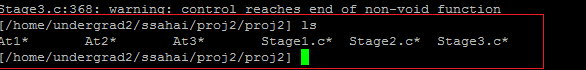 Stage3.c:368: warning: control reaches end of non-void function
[/home/undergrad2/ssahai/proj2/proj2] ls
At1* At2* At3* Stage1.c* Stage2.c* Stage3.c*
[/home/undergrad2/ssahai/proj2/proj2]